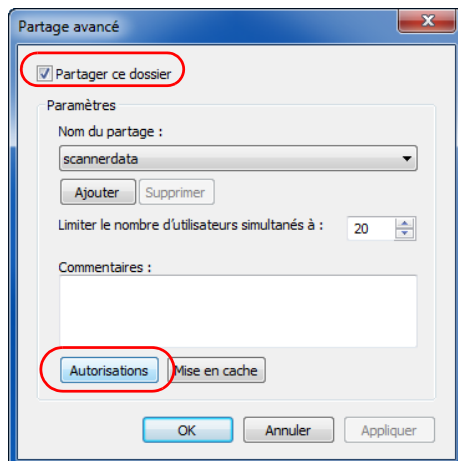 Partage avancé
Partager ce dossier
Paramètres
Nom du partage :
scannerdata
Ajouter Supprimer
Limiter le nombre d'utilisateurs simultanés à : 20
Commentaires :
Autorisations Mise en cache
OK Annuler Appliquer